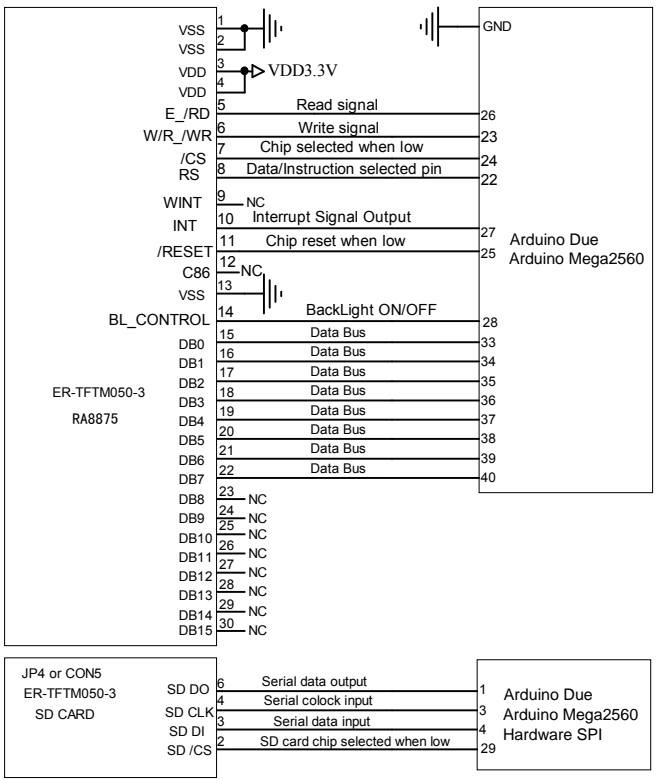 VSS 1 GND
VSS 2
VDD 3 VDD3.3V
VDD 4
E_/RD 5 Read signal 26
W/R_/WR 6 Write signal 23
/CS 7 Chip selected when low 24
RS 8 Data/Instruction selected pin 22
WINT 9 NC
INT 10 Interrupt Signal Output 27
/RESET 11 Chip reset when low 25
Arduino Due
Arduino Mega2560
C86 12 NC
VSS 13
BL_CONTROL 14 BackLight ON/OFF 28
DB0 15 Data Bus 33
DB1 16 Data Bus 34
DB2 17 Data Bus 35
DB3 18 Data Bus 36
DB4 19 Data Bus 37
DB5 20 Data Bus 38
DB6 21 Data Bus 39
DB7 22 Data Bus 40
ER-TFTM050-3
RA8875
DB8 23 NC
DB9 24 NC
DB10 25 NC
DB11 26 NC
DB12 27 NC
DB13 28 NC
DB14 29 NC
DB15 30 NC
JP4 or CON5
ER-TFTM050-3
SD CARD
SD DO 6 Serial data output 1
SD CLK 4 Serial colock input 3
SD DI 3 Serial data input 4
SD /CS 2 SD card chip selected when low 29
Arduino Due
Arduino Mega2560
Hardware SPI